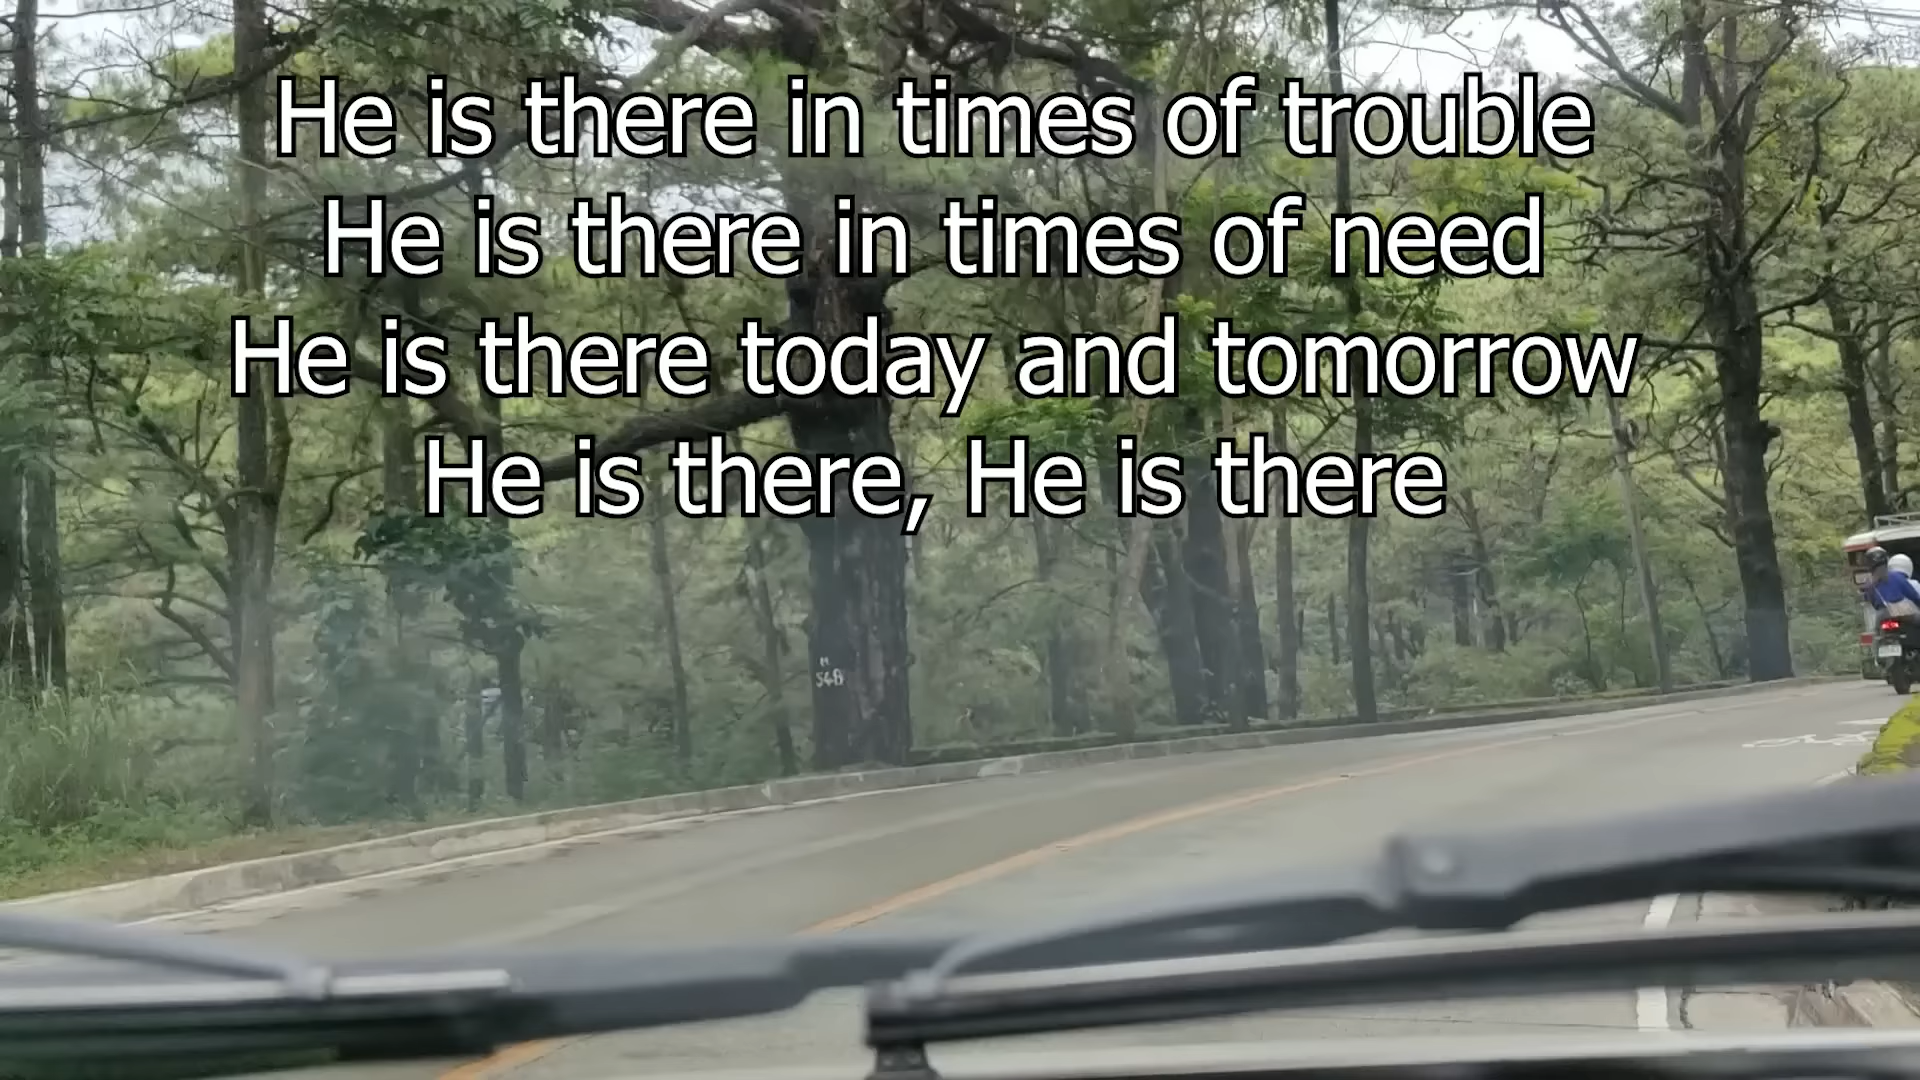 He is there in times of trouble
He is there in times of need
He is there today and tomorrow
He is there, He is there
M
548